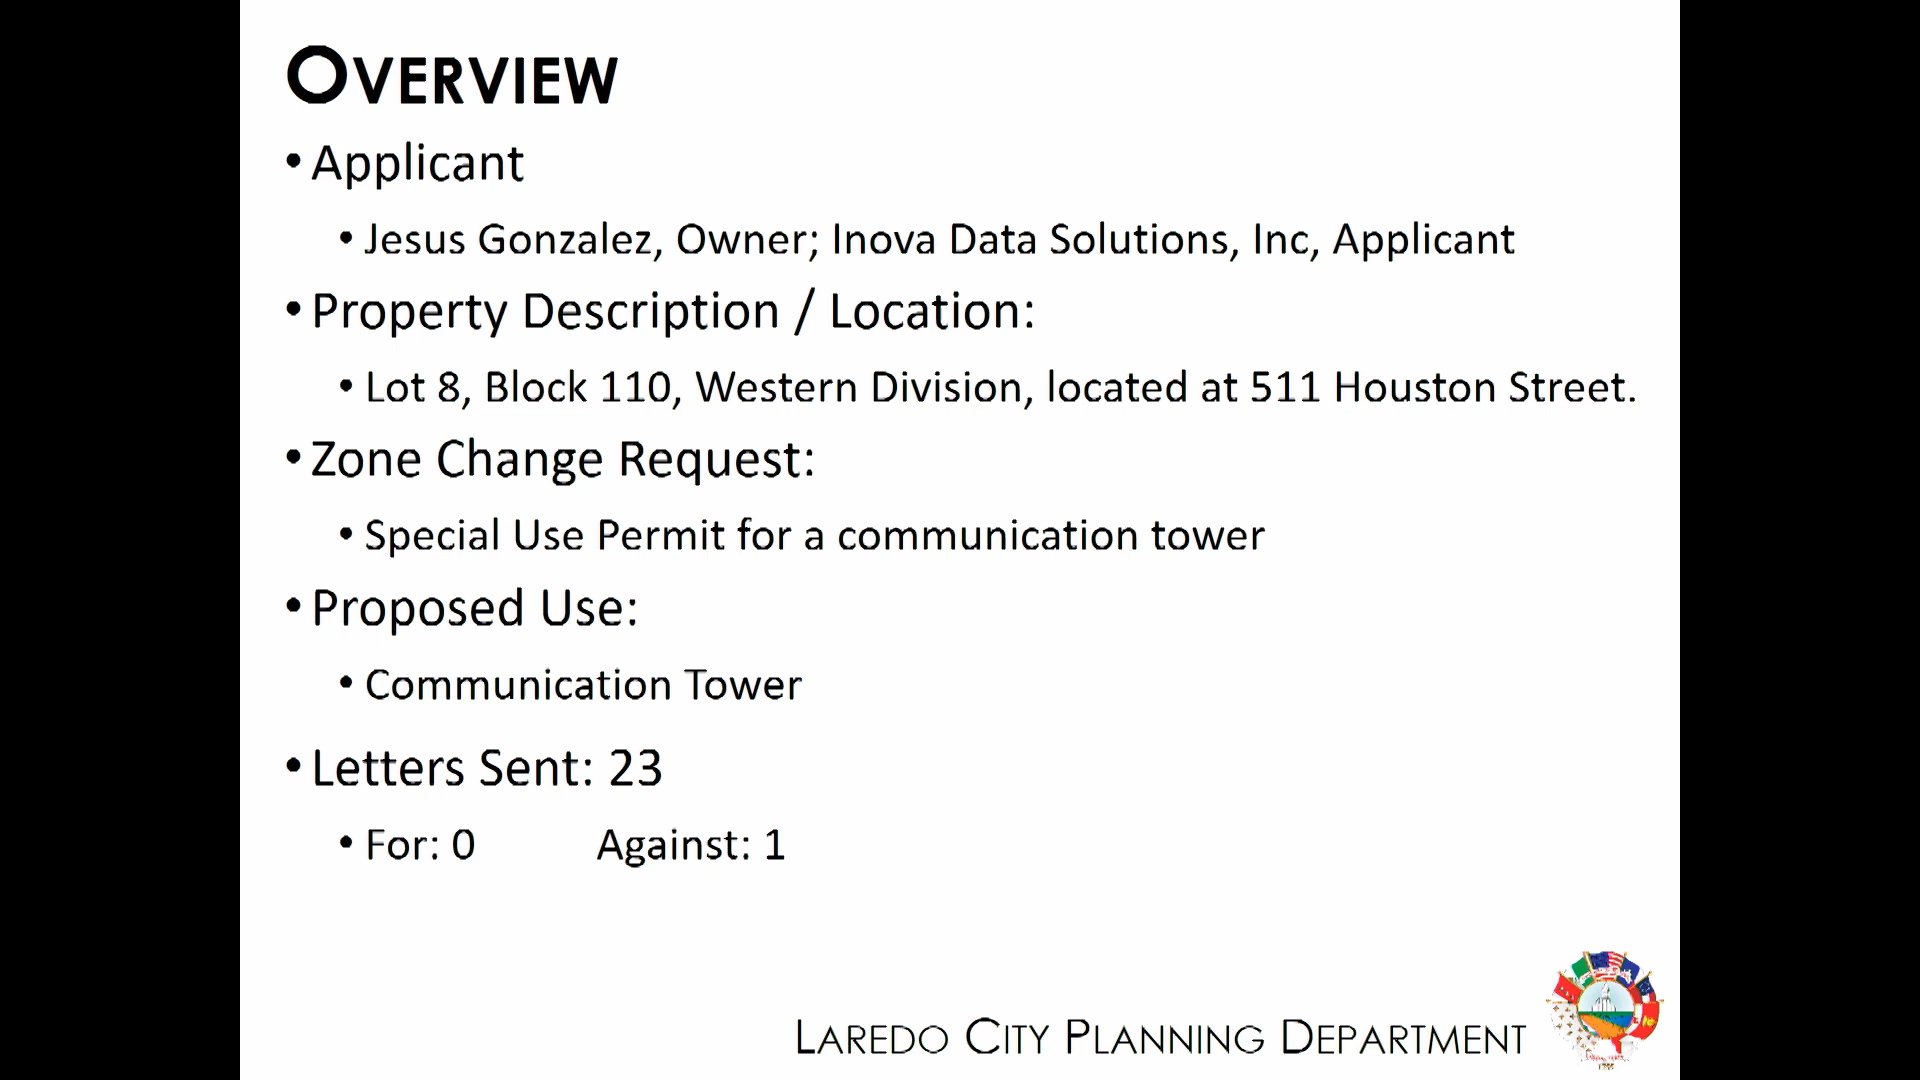 OVERVIEW
• Applicant
• Jesus Gonzalez, Owner; Inova Data Solutions, Inc, Applicant
• Property Description / Location:
• Lot 8, Block 110, Western Division, located at 511 Houston Street.
• Zone Change Request:
• Special Use Permit for a communication tower
• Proposed Use:
• Communication Tower
• Letters Sent: 23
• For: 0 Against: 1
LAREDO CITY PLANNING DEPARTMENT